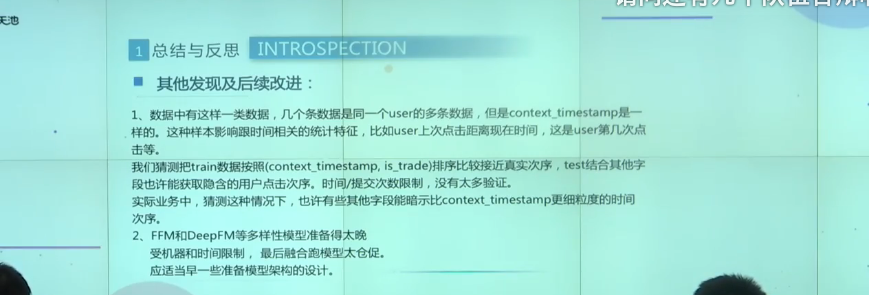 天池
1 总结与反思 INTROSPECTION
■ 其他发现及后续改进：
1、数据中有这样一类数据，几个条数据是同一个user的多条数据，但是context_timestamp是一
样的。这种样本影响跟时间相关的统计特征，比如user上次点击距离现在时间，这是user第几次点
击等。
我们猜测把train数据按照(context_timestamp, is_trade)排序比较接近真实次序，test结合其他字
段也许能获取隐含的用户点击次序。时间/提交次数限制，没有太多验证。
实际业务中，猜测这种情况下，也许有些其他字段能暗示比context_timestamp更细粒度的时间
次序。
2、FFM和DeepFM等多样性模型准备得太晚
受机器和时间限制，最后融合跑模型太仓促。
应适当早一些准备模型架构的设计。